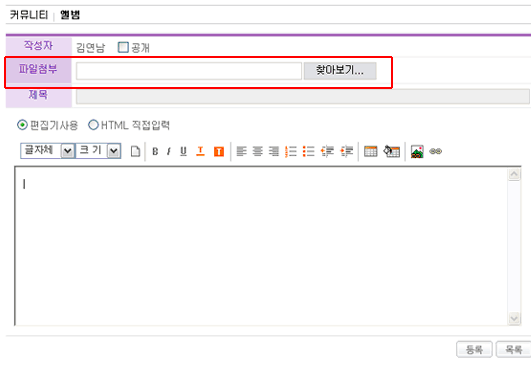 커뮤니티 | 앨범
작성자 김연남 공개
파일첨부 찾아보기...
제목
편집기사용 HTML 직접입력
글자체 크기 B I U T T
등록 목록